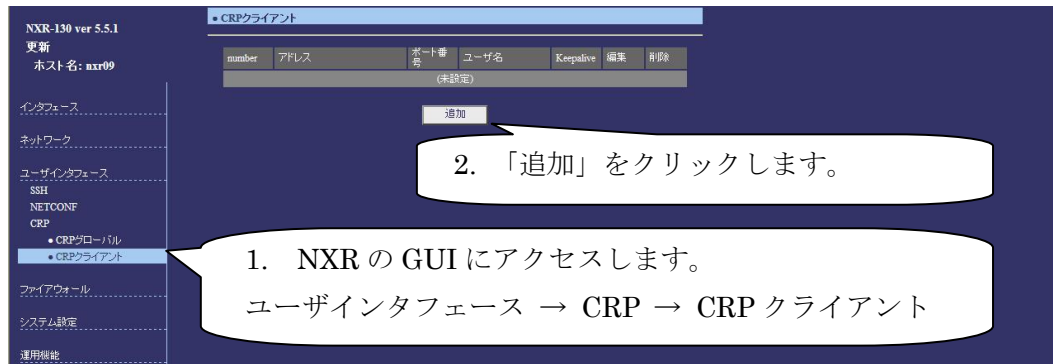 NXR-130 ver 5.5.1
更新
ホスト名: nxr09
インタフェース
ネットワーク
ユーザインタフェース
SSH
NETCONF
CRP
●CRPグローバル
●CRPクライアント
ファイアウォール
システム設定
運用機能
●CRPクライアント
number アドレス ポート番号 ユーザ名 Keepalive 編集 削除
(未設定)
追加
2. 「追加」をクリックします。
1. NXR の GUI にアクセスします。
ユーザインタフェース → CRP → CRP クライアント